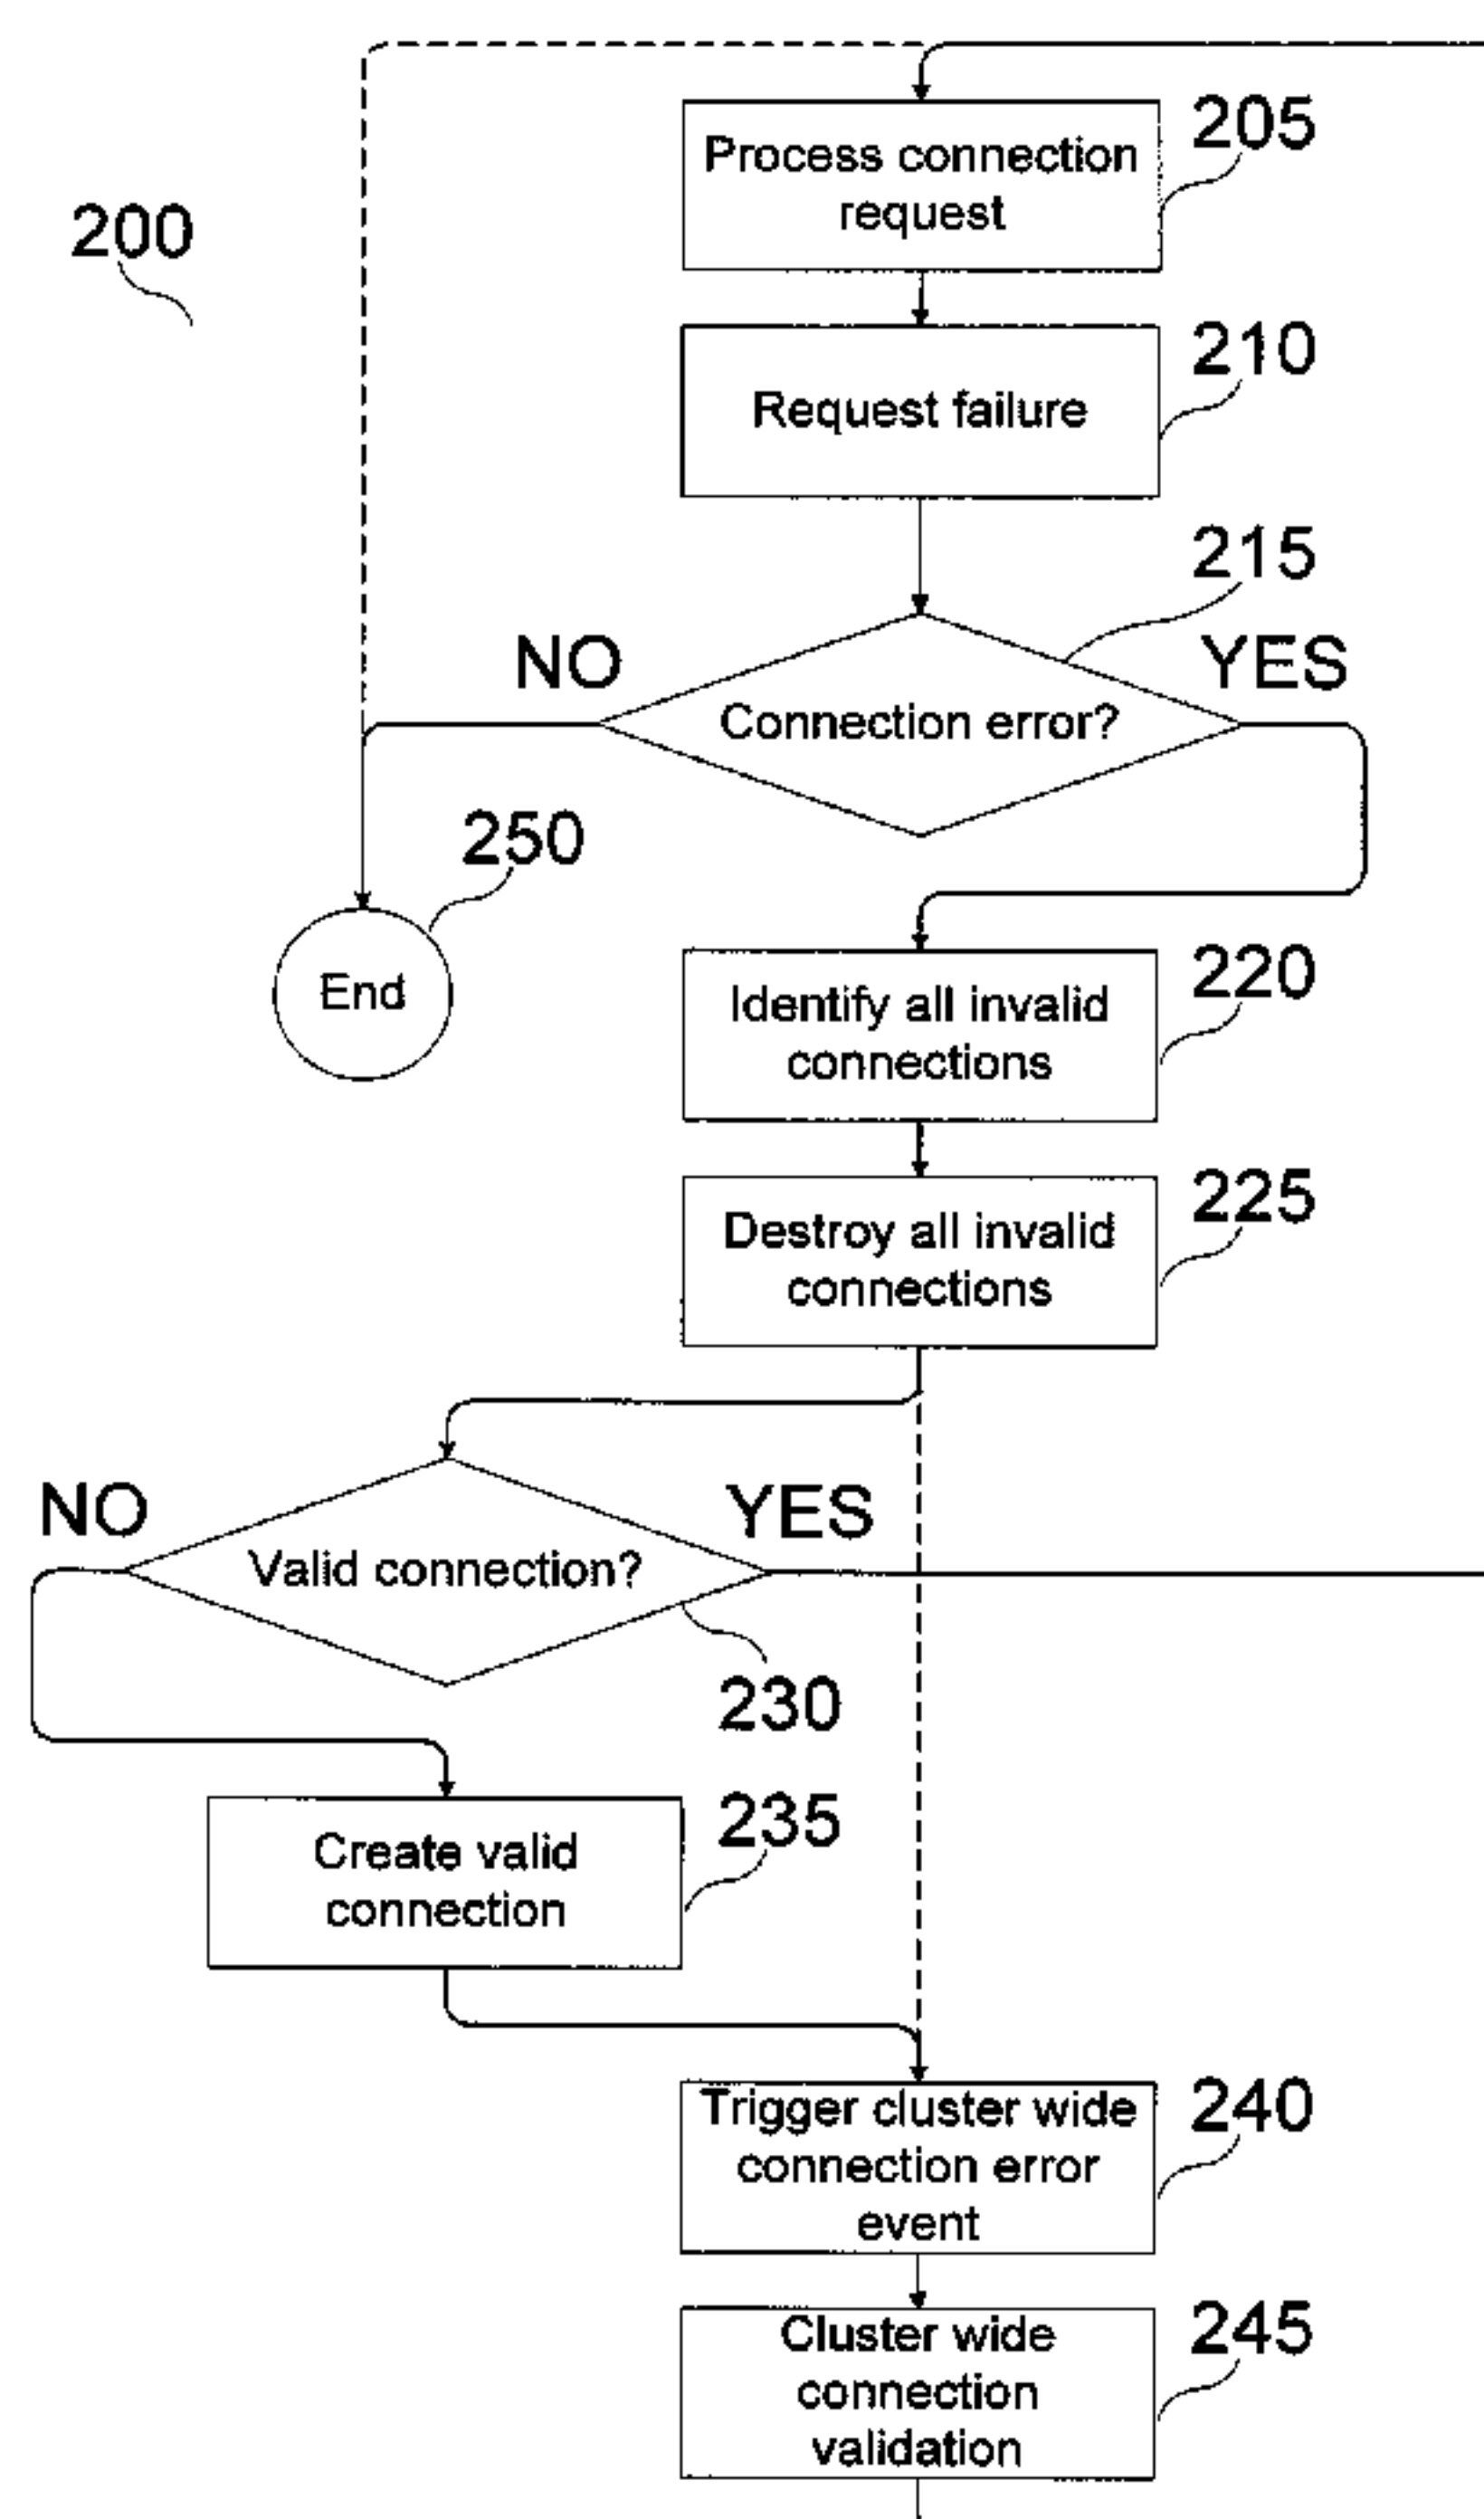 205
Process connection
request
200
210
Request failure
215
NO
YES
Connection error?
250
End
220
Identify all invalid
connections
225
Destroy all invalid
connections
NO
YES
Valid connection?
230
235
Create valid
connection
240
Trigger cluster wide
connection error
event
245
Cluster wide
connection
validation